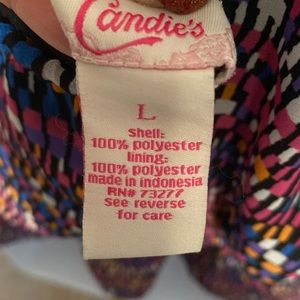 Candie's
L
shell:
100% polyester
lining:
100% polyester
made in indonesia
RN# 73277
See reverse
for care